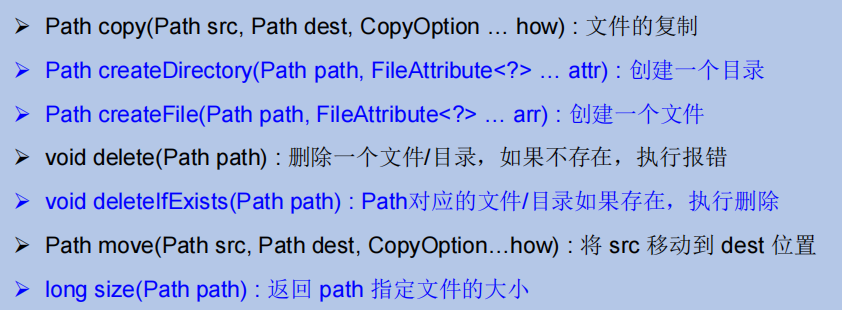 ➢ Path copy(Path src, Path dest, CopyOption … how) : 文件的复制
➢ Path createDirectory(Path path, FileAttribute<?> … attr) : 创建一个目录
➢ Path createFile(Path path, FileAttribute<?> … arr) : 创建一个文件
➢ void delete(Path path) : 删除一个文件/目录，如果不存在，执行报错
➢ void deleteIfExists(Path path) : Path对应的文件/目录如果存在，执行删除
➢ Path move(Path src, Path dest, CopyOption…how) : 将 src 移动到 dest 位置
➢ long size(Path path) : 返回 path 指定文件的大小